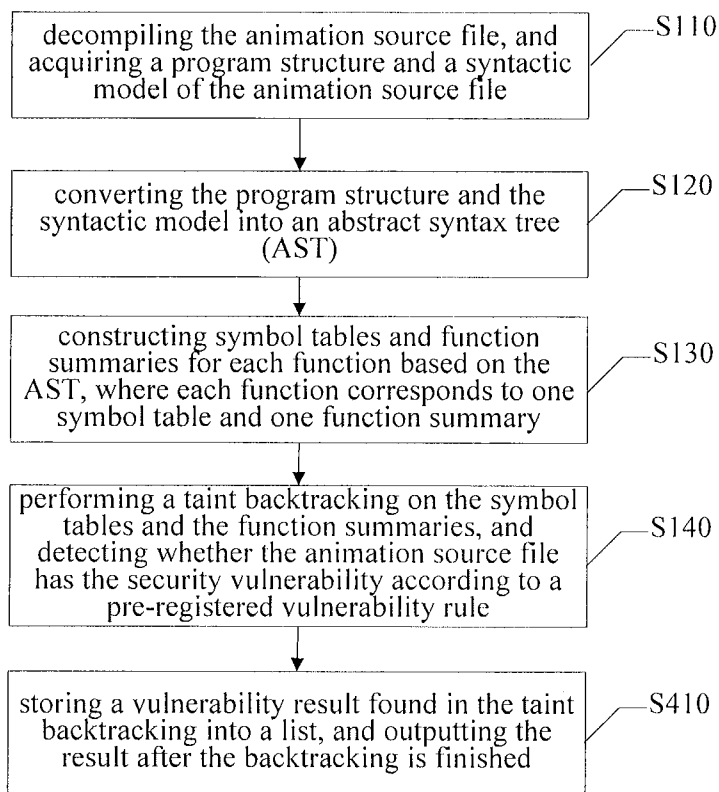 decompiling the animation source file, and
acquiring a program structure and a syntactic
model of the animation source file
S110
converting the program structure and the
syntactic model into an abstract syntax tree
(AST)
S120
constructing symbol tables and function
summaries for each function based on the
AST, where each function corresponds to one
symbol table and one function summary
S130
performing a taint backtracking on the symbol
tables and the function summaries, and
detecting whether the animation source file
has the security vulnerability according to a
pre-registered vulnerability rule
S140
storing a vulnerability result found in the taint
backtracking into a list, and outputting the
result after the backtracking is finished
S410